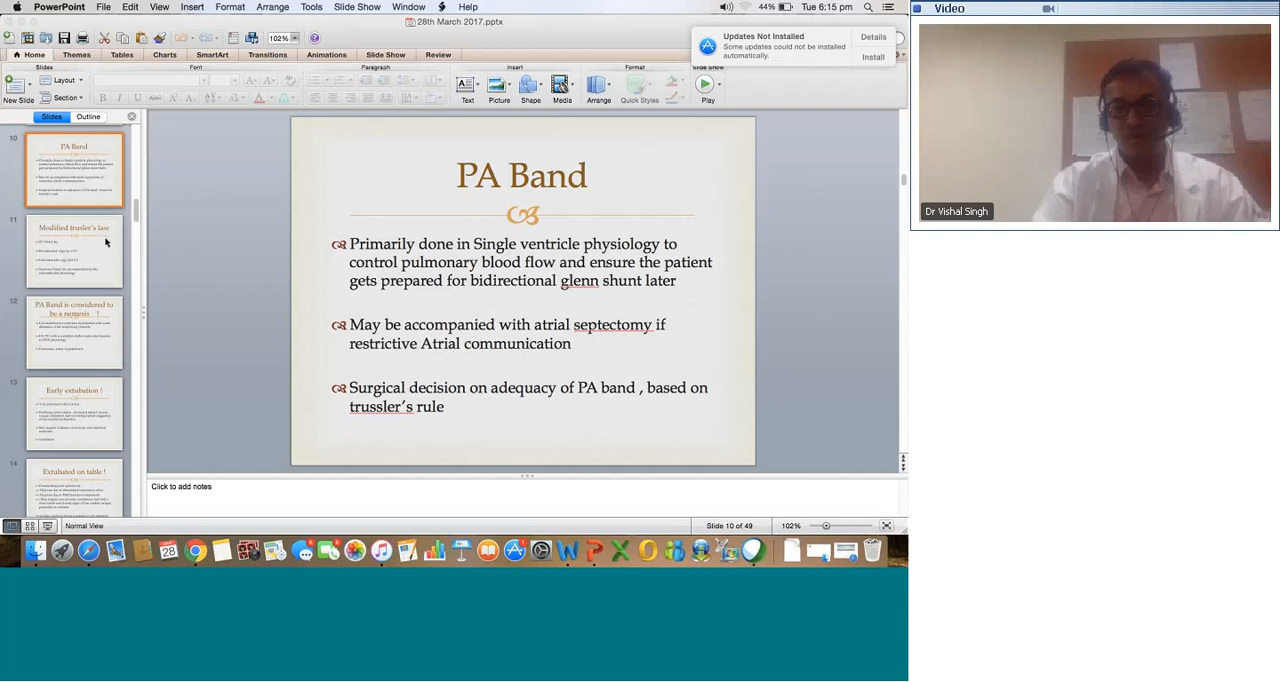 PowerPoint File Edit View Insert Format Arrange Tools Slide Show Window Help 44% Tue 6:15 pm
28th March 2017.pptx
102%
Updates Not Installed
Some updates could not be installed
automatically.
Details
Install
Home Themes Tables Charts SmartArt Transitions Animations Slide Show Review
Slides Font Paragraph Insert Format Slide Show
New Slide Layout Section Text Picture Shape Media Arrange Quick Styles Play
Slides Outline
10
PA Band
11
Modified trusler's law
12
PA Band is considered to
be a nemesis !
13
Early extubation !
14
Extubated on table !
PA Band
Primarily done in Single ventricle physiology to
control pulmonary blood flow and ensure the patient
gets prepared for bidirectional glenn shunt later
May be accompanied with atrial septectomy if
restrictive Atrial communication
Surgical decision on adequacy of PA band , based on
trussler's rule
Click to add notes
Normal View
Slide 10 of 49
102%
Video
Dr Vishal Singh